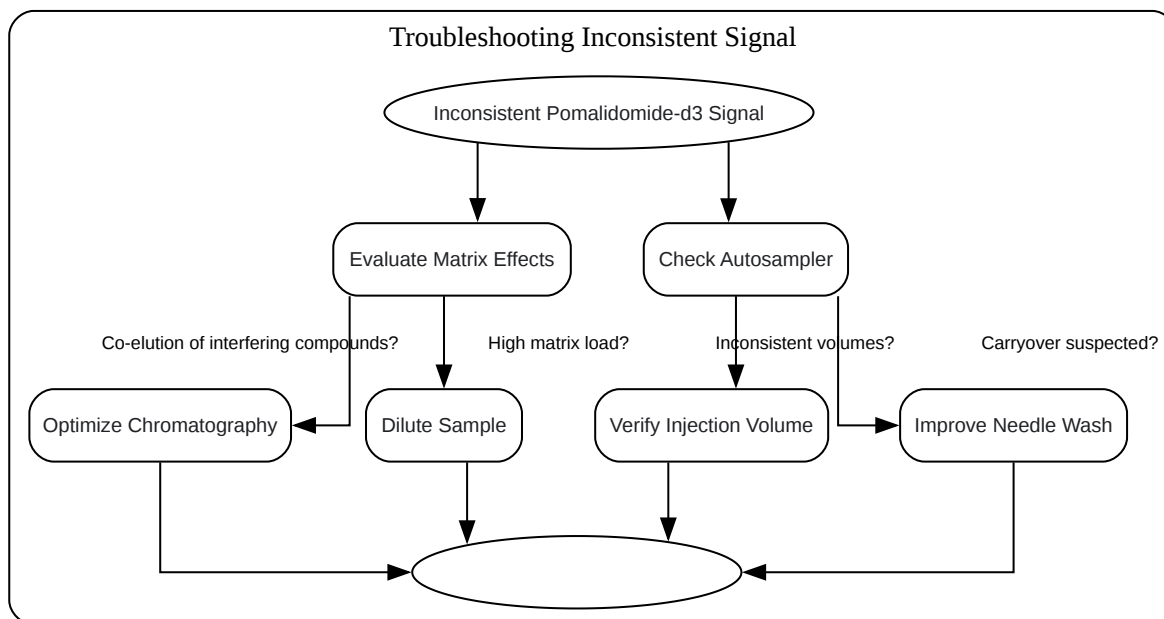 Troubleshooting Inconsistent Signal
Inconsistent Pomalidomide-d3 Signal
Evaluate Matrix Effects
Check Autosampler
Co-elution of interfering compounds?
High matrix load?
Inconsistent volumes?
Carryover suspected?
Optimize Chromatography
Dilute Sample
Verify Injection Volume
Improve Needle Wash